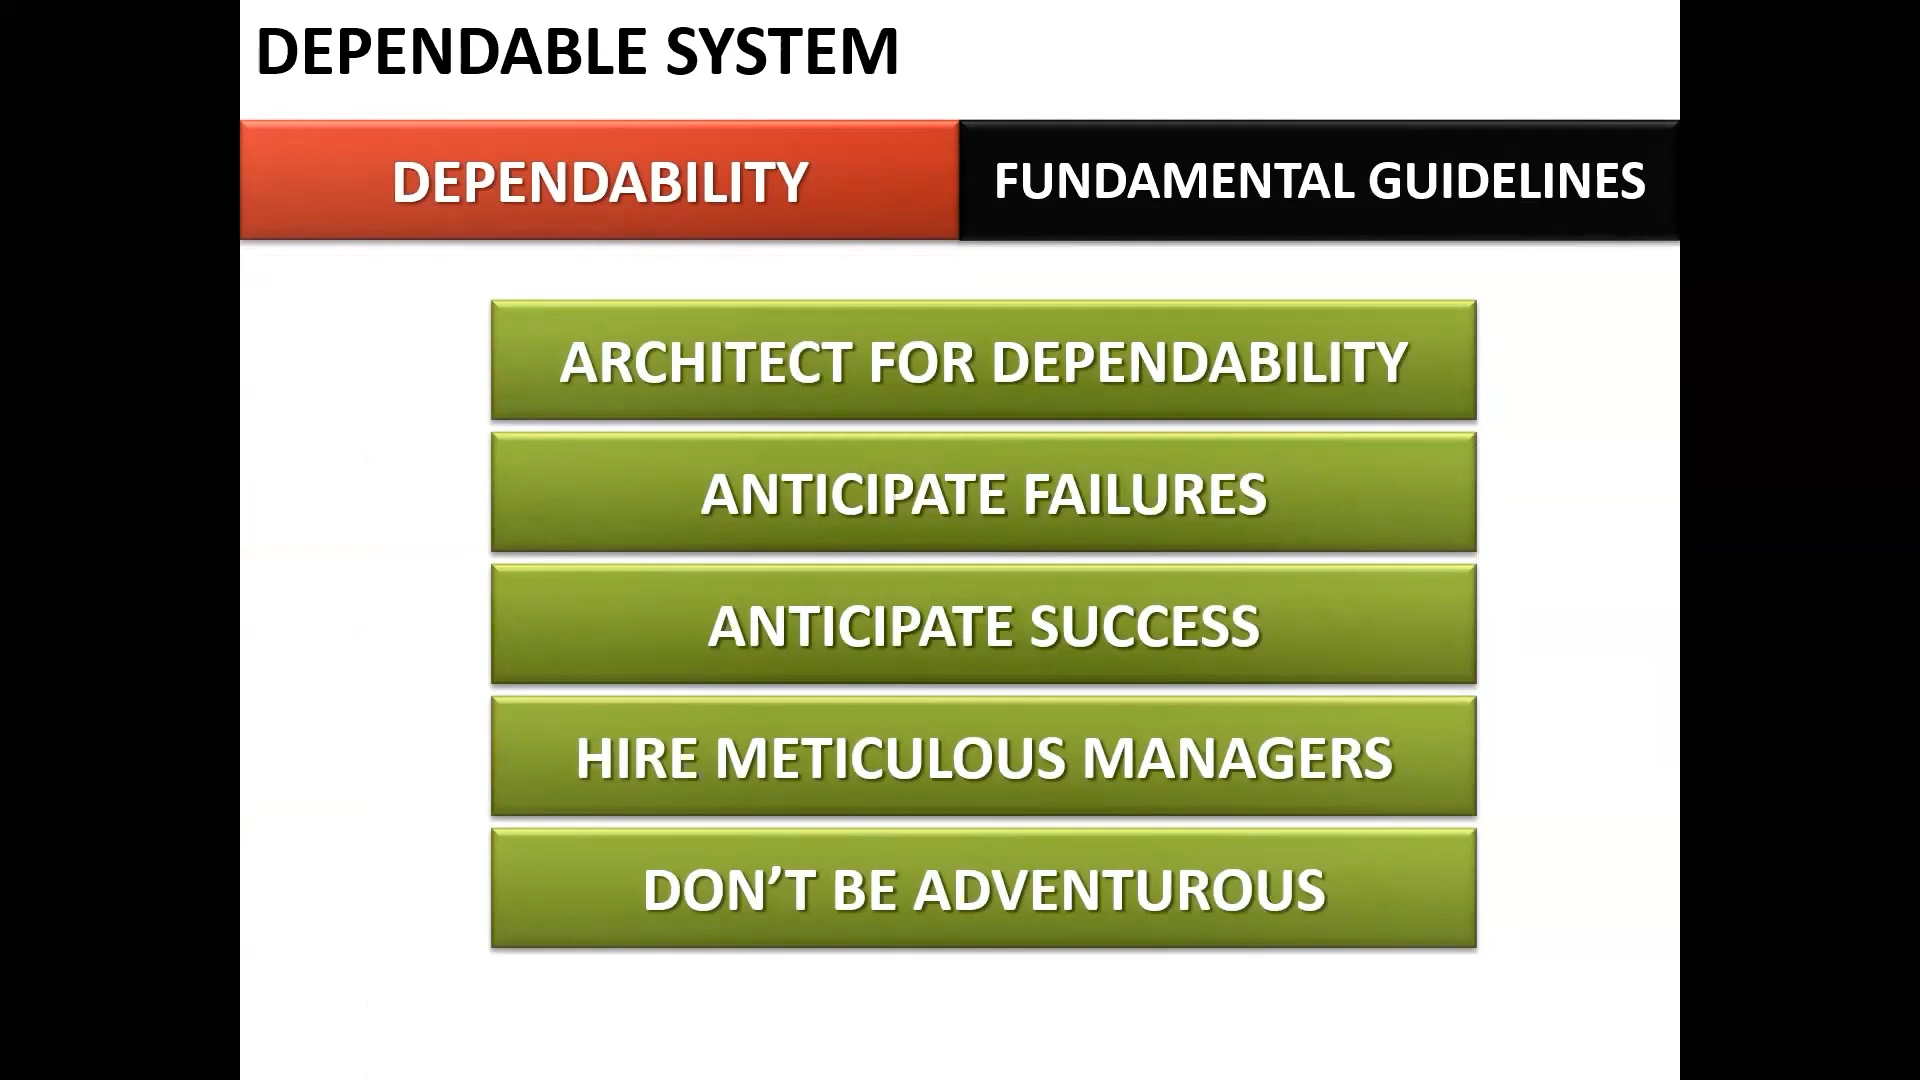 DEPENDABLE SYSTEM
DEPENDABILITY
FUNDAMENTAL GUIDELINES
ARCHITECT FOR DEPENDABILITY
ANTICIPATE FAILURES
ANTICIPATE SUCCESS
HIRE METICULOUS MANAGERS
DON’T BE ADVENTUROUS